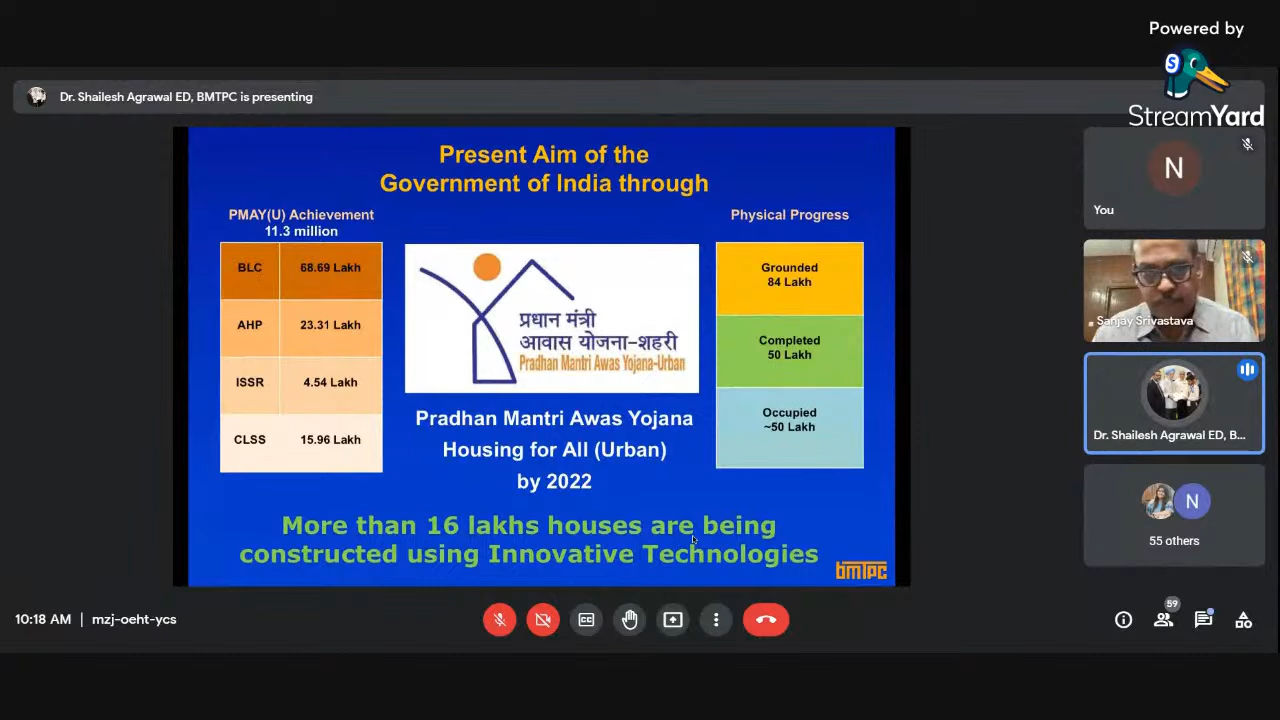 Powered by
S
StreamYard
Dr. Shailesh Agrawal ED, BMTPC is presenting
Present Aim of the
Government of India through
PMAY(U) Achievement
11.3 million
BLC 68.69 Lakh
AHP 23.31 Lakh
ISSR 4.54 Lakh
CLSS 15.96 Lakh
प्रधान मंत्री
आवास योजना-शहरी
Pradhan Mantri Awas Yojana-Urban
Pradhan Mantri Awas Yojana
Housing for All (Urban)
by 2022
Physical Progress
Grounded
84 Lakh
Completed
50 Lakh
Occupied
~50 Lakh
More than 16 lakhs houses are being
constructed using Innovative Technologies
bmTPC
N
You
Sanjay Srivastava
Dr. Shailesh Agrawal ED, B...
N
55 others
10:18 AM | mzj-oeht-ycs
CC
59